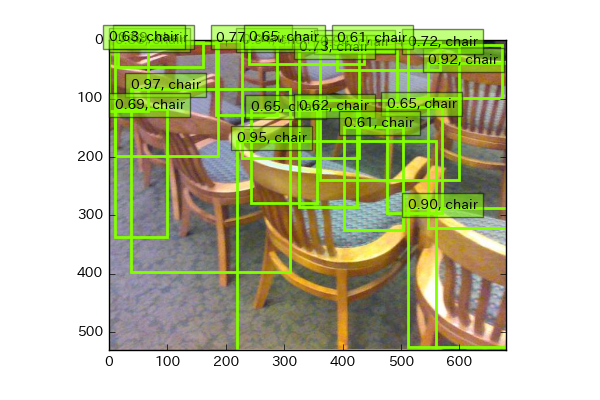 0.63, chair
0.77
0.65, chair
0.61, chair
0.73, chair
0.72, chair
0.92, chair
0.97, chair
0.69, chair
0.65, c
0.62, chair
0.65, chair
0.61, chair
0.95, chair
0.90, chair
0
100
200
300
400
500
0
100
200
300
400
500
600